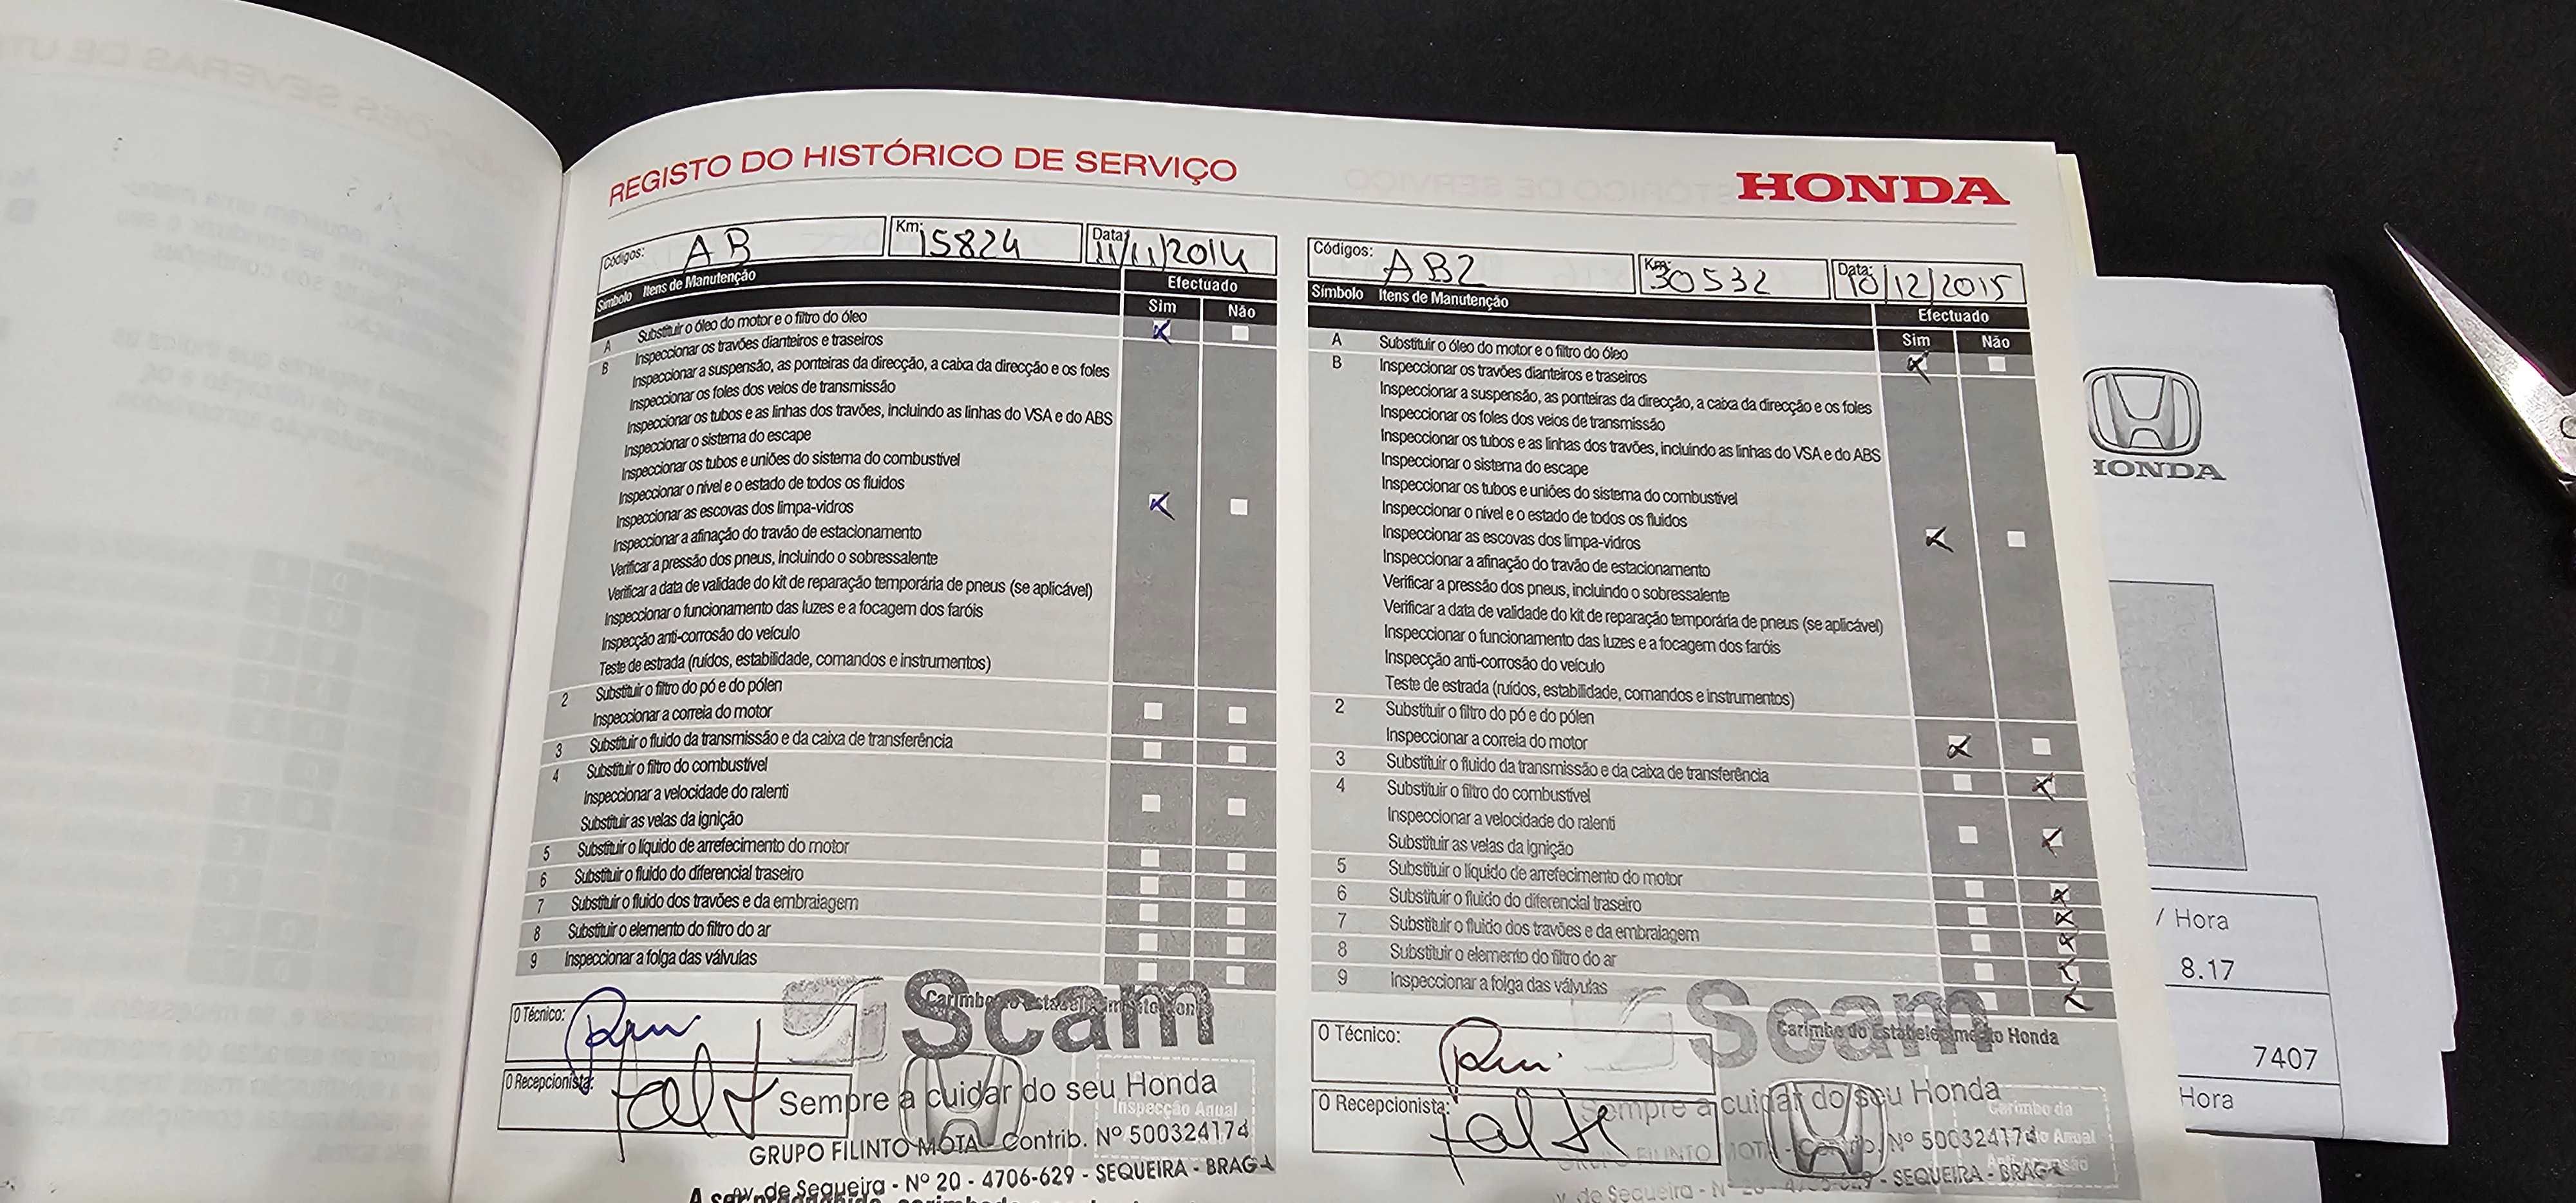 REGISTO DO HISTÓRICO DE SERVIÇO
HONDA
Códigos: AB Km: 15824 Data: 11/11/2014
Símbolo Itens de Manutenção Efectuado
Sim Não
A Substituir o óleo do motor e o filtro do óleo
B Inspeccionar os travões dianteiros e traseiros
Inspeccionar a suspensão, as ponteiras da direcção, a caixa da direcção e os foles
Inspeccionar os foles dos veios de transmissão
Inspeccionar os tubos e as linhas dos travões, incluindo as linhas do VSA e do ABS
Inspeccionar o sistema do escape
Inspeccionar os tubos e uniões do sistema do combustível
Inspeccionar o nível e o estado de todos os fluidos
Inspeccionar as escovas dos limpa-vidros
Inspeccionar a afinação do travão de estacionamento
Verificar a pressão dos pneus, incluindo o sobressalente
Verificar a data de validade do kit de reparação temporária de pneus (se aplicável)
Inspeccionar o funcionamento das luzes e a focagem dos faróis
Inspecção anti-corrosão do veículo
Teste de estrada (ruídos, estabilidade, comandos e instrumentos)
2 Substituir o filtro do pó e do pólen
Inspeccionar a correia do motor
3 Substituir o fluido da transmissão e da caixa de transferência
4 Substituir o filtro do combustível
Inspeccionar a velocidade do ralenti
Substituir as velas da ignição
5 Substituir o líquido de arrefecimento do motor
6 Substituir o fluido do diferencial traseiro
7 Substituir o fluido dos travões e da embraiagem
8 Substituir o elemento do filtro do ar
9 Inspeccionar a folga das válvulas
O Técnico:
O Recepcionista:
Scam
Sempre a cuidar do seu Honda
Inspecção Anual
GRUPO FILINTO MOTA - Contrib. Nº 500324174
Av. de Sequeira - Nº 20 - 4706-629 - SEQUEIRA - BRAGA
Códigos: AB2 Km: 30532 Data: 10/12/2015
Símbolo Itens de Manutenção Efectuado
Sim Não
A Substituir o óleo do motor e o filtro do óleo
B Inspeccionar os travões dianteiros e traseiros
Inspeccionar a suspensão, as ponteiras da direcção, a caixa da direcção e os foles
Inspeccionar os foles dos veios de transmissão
Inspeccionar os tubos e as linhas dos travões, incluindo as linhas do VSA e do ABS
Inspeccionar o sistema do escape
Inspeccionar os tubos e uniões do sistema do combustível
Inspeccionar o nível e o estado de todos os fluidos
Inspeccionar as escovas dos limpa-vidros
Inspeccionar a afinação do travão de estacionamento
Verificar a pressão dos pneus, incluindo o sobressalente
Verificar a data de validade do kit de reparação temporária de pneus (se aplicável)
Inspeccionar o funcionamento das luzes e a focagem dos faróis
Inspecção anti-corrosão do veículo
Teste de estrada (ruídos, estabilidade, comandos e instrumentos)
2 Substituir o filtro do pó e do pólen
Inspeccionar a correia do motor
3 Substituir o fluido da transmissão e da caixa de transferência
4 Substituir o filtro do combustível
Inspeccionar a velocidade do ralenti
Substituir as velas da ignição
5 Substituir o líquido de arrefecimento do motor
6 Substituir o fluido do diferencial traseiro
7 Substituir o fluido dos travões e da embraiagem
8 Substituir o elemento do filtro do ar
9 Inspeccionar a folga das válvulas
O Técnico:
O Recepcionista:
Scam
Carimbo do Estabelecimento Honda
Sempre a cuidar do seu Honda
Carimbo da
GRUPO FILINTO MOTA - Contrib. Nº 500324174
SEQUEIRA - BRAGA
HONDA
/ Hora
8.17
7407
Hora